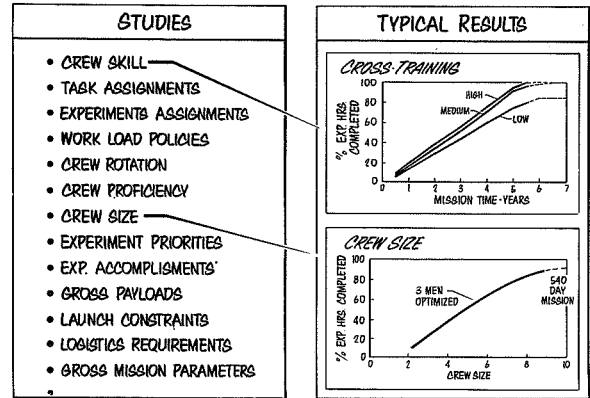 STUDIES
• CREW SKILL
• TASK ASSIGNMENTS
• EXPERIMENTS ASSIGNMENTS
• WORK LOAD POLICIES
• CREW ROTATION
• CREW PROFICIENCY
• CREW SIZE
• EXPERIMENT PRIORITIES
• EXP. ACCOMPLISMENTS
• GROSS PAYLOADS
• LAUNCH CONSTRAINTS
• LOGISTICS REQUIREMENTS
• GROSS MISSION PARAMETERS
•
TYPICAL RESULTS
CROSS-TRAINING
% EXP. HRS.
COMPLETED
100
80
60
40
20
0
HIGH
MEDIUM
LOW
0 1 2 3 4 5 6 7
MISSION TIME-YEARS
CREW SIZE
% EXP. HRS. COMPLETED
100
80
60
40
20
0
3 MEN
OPTIMIZED
540
DAY
MISSION
0 2 4 6 8 10
CREW SIZE